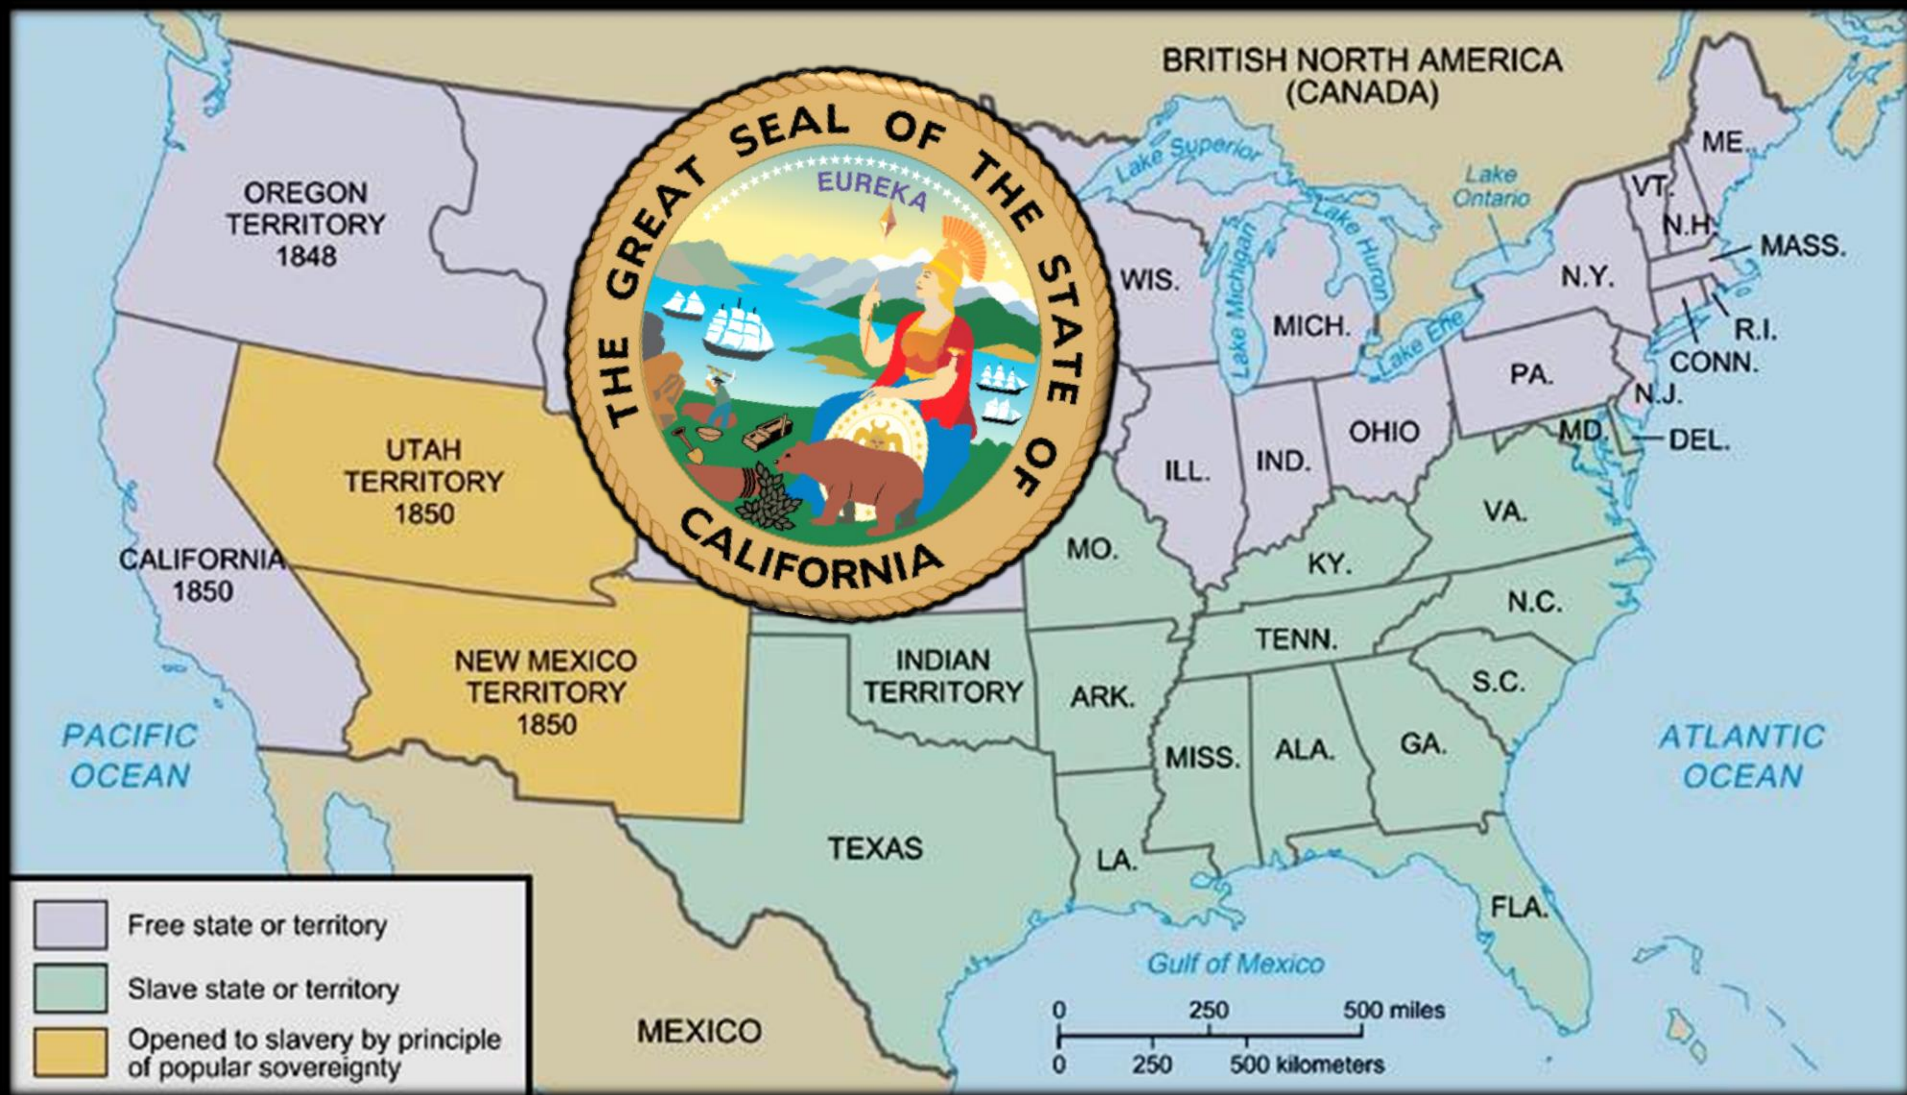 BRITISH NORTH AMERICA
(CANADA)
THE GREAT SEAL OF THE STATE OF
CALIFORNIA
EUREKA
OREGON
TERRITORY
1848
Lake Superior
Lake
Ontario
Lake Michigan
Lake Huron
Lake Erie
ME.
VT.
N.H.
MASS.
N.Y.
R.I.
CONN.
WIS.
MICH.
PA.
N.J.
MD.
DEL.
OHIO
IND.
ILL.
UTAH
TERRITORY
1850
CALIFORNIA
1850
MO.
KY.
VA.
N.C.
TENN.
S.C.
NEW MEXICO
TERRITORY
1850
INDIAN
TERRITORY
ARK.
MISS.
ALA.
GA.
PACIFIC
OCEAN
ATLANTIC
OCEAN
TEXAS
LA.
FLA.
Gulf of Mexico
MEXICO
Free state or territory
Slave state or territory
Opened to slavery by principle
of popular sovereignty
0 250 500 miles
0 250 500 kilometers